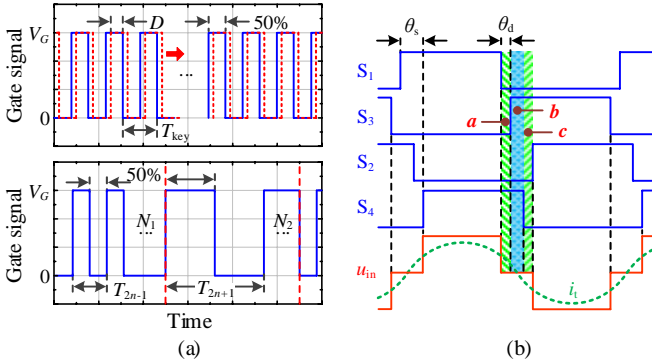 (a)
V_G
0
Gate signal
D
50%
...
T_key
V_G
0
Gate signal
50%
N_1
...
N_2
...
T_2n-1
T_2n+1
Time
(a)
θ_s
θ_d
S_1
S_3
S_2
S_4
a
b
c
u_in
i_t
(b)